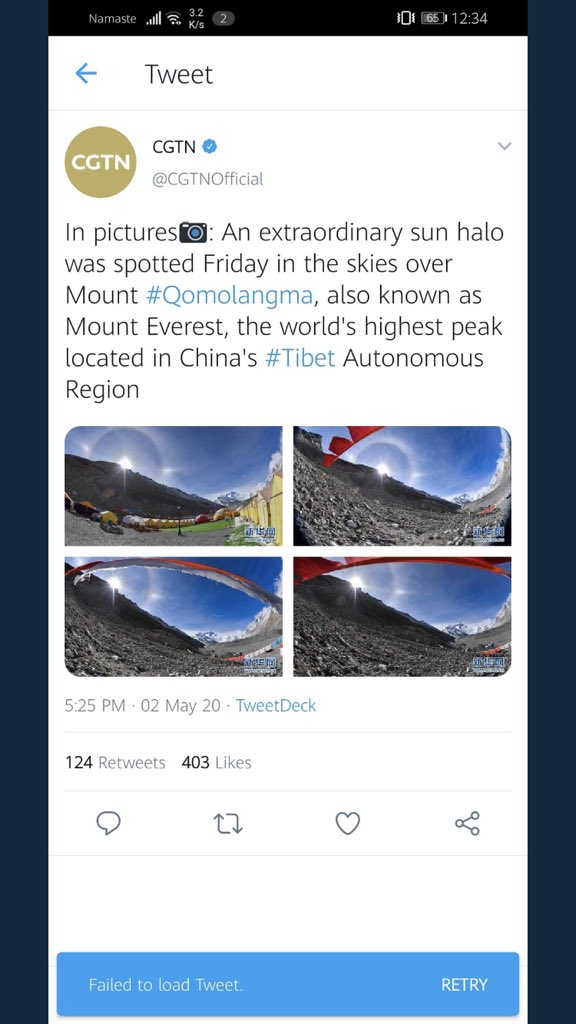 Namaste 3.2 K/s 2 65 12:34
Tweet
CGTN
CGTN
@CGTNOfficial
In pictures📷: An extraordinary sun halo
was spotted Friday in the skies over
Mount #Qomolangma, also known as
Mount Everest, the world's highest peak
located in China's #Tibet Autonomous
Region
新华网
新华网
新华网
新华网
5:25 PM · 02 May 20 · TweetDeck
124 Retweets 403 Likes
Failed to load Tweet. RETRY